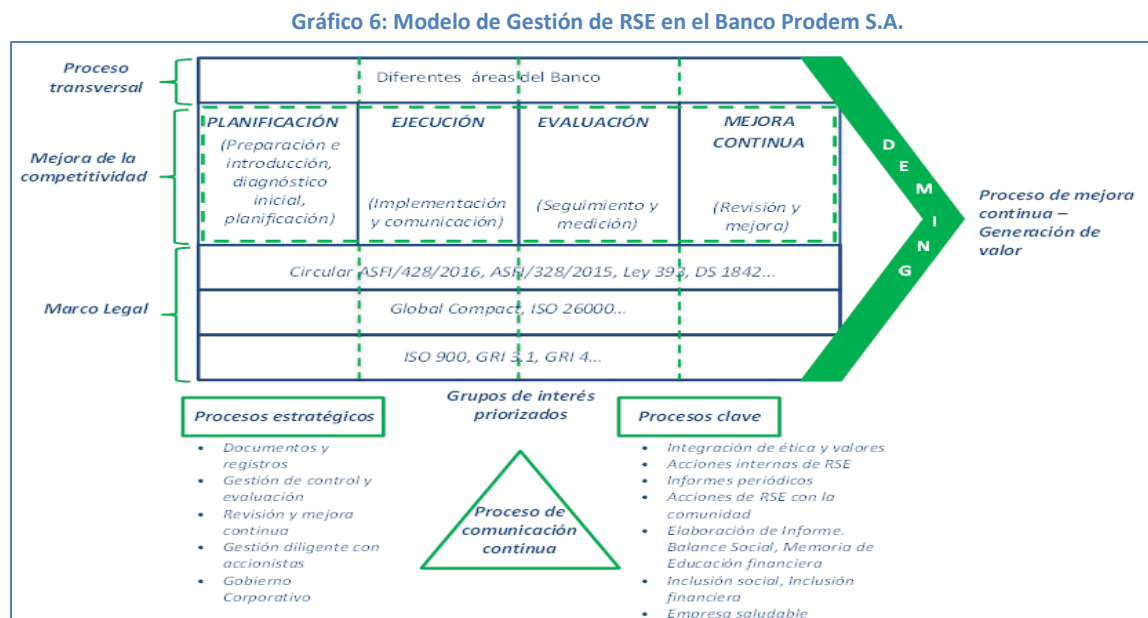 Gráfico 6: Modelo de Gestión de RSE en el Banco Prodem S.A.
Proceso
transversal
Diferentes áreas del Banco
Mejora de la
competitividad
PLANIFICACIÓN
(Preparación e
introducción,
diagnóstico
inicial,
planificación)
EJECUCIÓN
(Implementación
y comunicación)
EVALUACIÓN
(Seguimiento y
medición)
MEJORA
CONTINUA
(Revisión y
mejora)
DEMING
Proceso de mejora
continua –
Generación de
valor
Marco Legal
Circular ASFI/428/2016, ASFI/328/2015, Ley 393, DS 1842...
Global Compact, ISO 26000...
ISO 900, GRI 3.1, GRI 4...
Procesos estratégicos
• Documentos y
registros
• Gestión de control y
evaluación
• Revisión y mejora
continua
• Gestión diligente con
accionistas
• Gobierno
Corporativo
Grupos de interés
priorizados
Proceso de
comunicación
continua
Procesos clave
• Integración de ética y valores
• Acciones internas de RSE
• Informes periódicos
• Acciones de RSE con la
comunidad
• Elaboración de Informe.
Balance Social, Memoria de
Educación financiera
• Inclusión social, Inclusión
financiera
• Empresa saludable